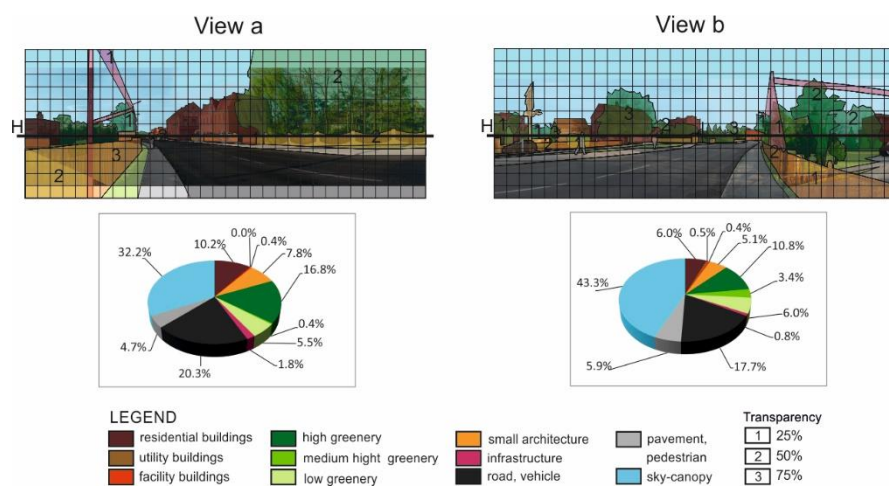 View a
View b
1
2
H
1
3
2
2
H
2
3
2
2
3
1
2
2
2
1
0.0%
10.2%
0.4%
7.8%
32.2%
16.8%
0.4%
5.5%
1.8%
4.7%
20.3%
6.0%
0.5%
0.4%
5.1%
10.8%
43.3%
3.4%
6.0%
0.8%
5.9%
17.7%
LEGEND
residential buildings
high greenery
small architecture
pavement,
pedestrian
utility buildings
medium hight greenery
infrastructure
facility buildings
low greenery
road, vehicle
sky-canopy
Transparency
1 25%
2 50%
3 75%